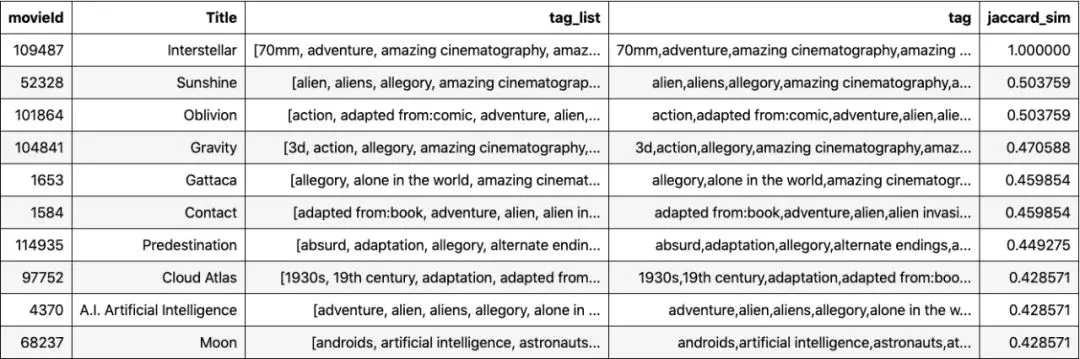 movieId Title tag_list tag jaccard_sim
109487 Interstellar [70mm, adventure, amazing cinematography, amaz... 70mm,adventure,amazing cinematography,amazing ... 1.000000
52328 Sunshine [alien, aliens, allegory, amazing cinematograp... alien,aliens,allegory,amazing cinematography,a... 0.503759
101864 Oblivion [action, adapted from:comic, adventure, alien,... action,adapted from:comic,adventure,alien,alie... 0.503759
104841 Gravity [3d, action, allegory, amazing cinematography,... 3d,action,allegory,amazing cinematography,amaz... 0.470588
1653 Gattaca [allegory, alone in the world, amazing cinemat... allegory,alone in the world,amazing cinematogr... 0.459854
1584 Contact [adapted from:book, adventure, alien, alien in... adapted from:book,adventure,alien,alien invasi... 0.459854
114935 Predestination [absurd, adaptation, allegory, alternate endin... absurd,adaptation,allegory,alternate endings,a... 0.449275
97752 Cloud Atlas [1930s, 19th century, adaptation, adapted from... 1930s,19th century,adaptation,adapted from:boo... 0.428571
4370 A.I. Artificial Intelligence [adventure, alien, aliens, allegory, alone in ... adventure,alien,aliens,allegory,alone in the w... 0.428571
68237 Moon [androids, artificial intelligence, astronauts... androids,artificial intelligence,astronauts,at... 0.428571